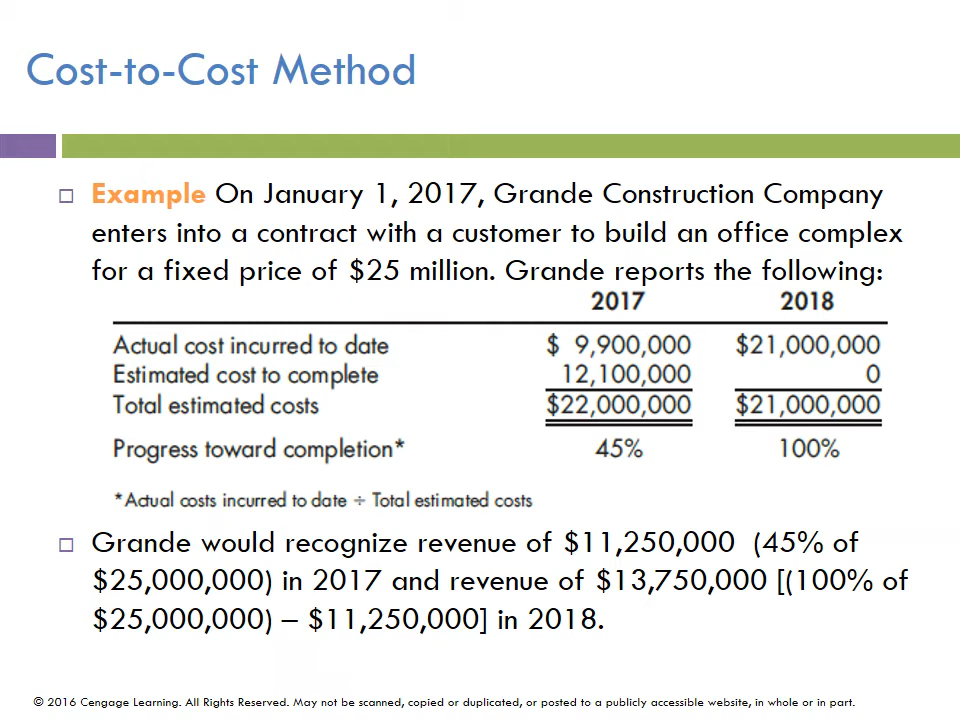 Cost-to-Cost Method
Example On January 1, 2017, Grande Construction Company
enters into a contract with a customer to build an office complex
for a fixed price of $25 million. Grande reports the following:
2017 2018
Actual cost incurred to date $ 9,900,000 $21,000,000
Estimated cost to complete 12,100,000 0
Total estimated costs $22,000,000 $21,000,000
Progress toward completion* 45% 100%
*Actual costs incurred to date ÷ Total estimated costs
Grande would recognize revenue of $11,250,000 (45% of
$25,000,000) in 2017 and revenue of $13,750,000 [(100% of
$25,000,000) – $11,250,000] in 2018.
© 2016 Cengage Learning. All Rights Reserved. May not be scanned, copied or duplicated, or posted to a publicly accessible website, in whole or in part.